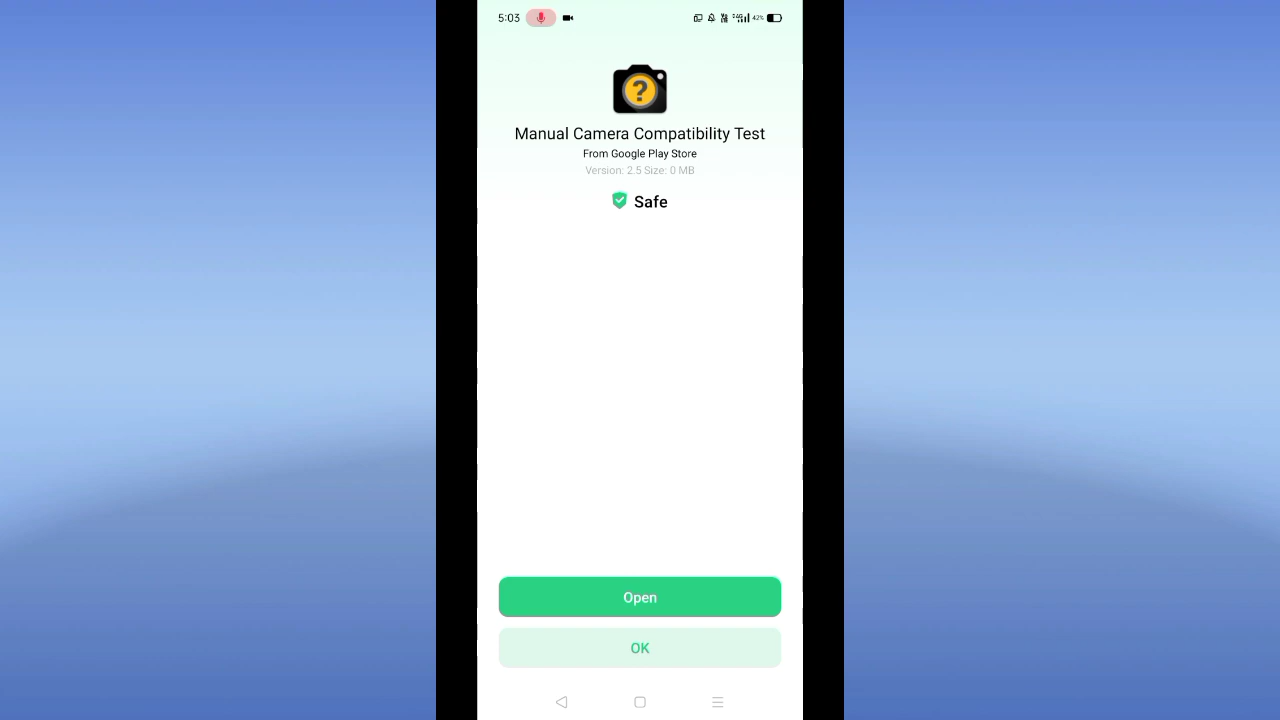 5:03
42%
?
Manual Camera Compatibility Test
From Google Play Store
Version: 2.5 Size: 0 MB
Safe
Open
OK